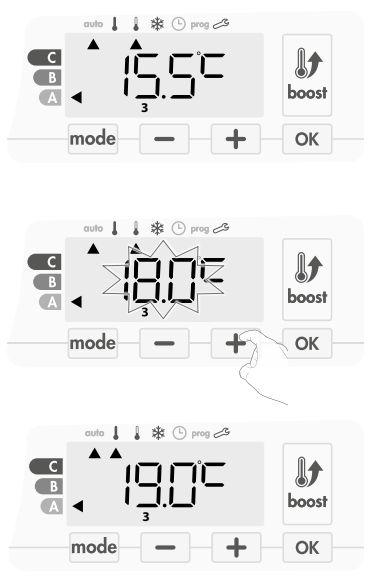 auto prog
C
B
A
15.5°C
3
boost
mode − + OK
auto prog
C
B
A
18.0°C
3
boost
mode − + OK
auto prog
C
B
A
19.0°C
3
boost
mode − + OK